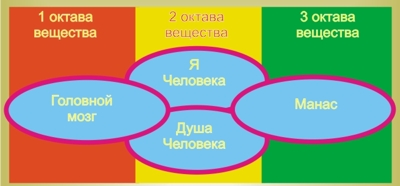 1 октава
вещества
2 октава
вещества
3 октава
вещества
Я
Человека
Головной
мозг
Манас
Душа
Человека